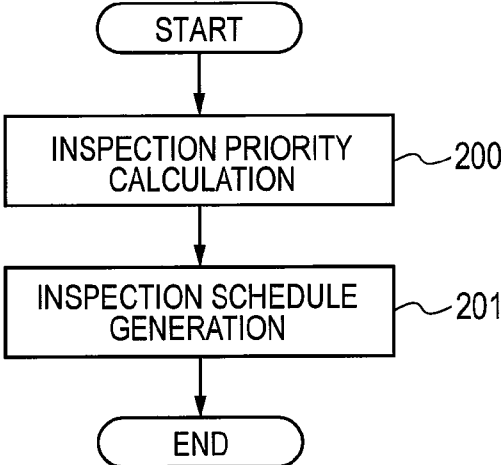 START
INSPECTION PRIORITY
CALCULATION
200
INSPECTION SCHEDULE
GENERATION
201
END